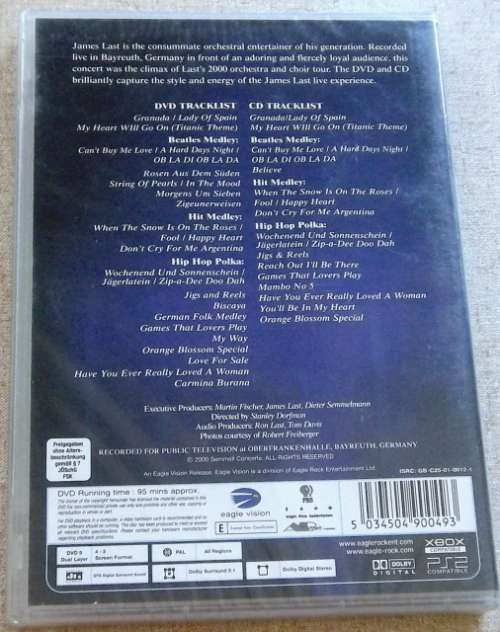 James Last is the consummate orchestral entertainer of his generation. Recorded
live in Bayreuth, Germany in front of an adoring and fiercely loyal audience, this
concert was the climax of Last's 2000 orchestra and choir tour. The DVD and CD
brilliantly capture the style and energy of the James Last live experience.
DVD TRACKLIST
Granada / Lady Of Spain
My Heart Will Go On (Titanic Theme)
Beatles Medley:
Can't Buy Me Love / A Hard Days Night /
OB LA DI OB LA DA
Rosen Aus Dem Süden
String Of Pearls / In The Mood
Morgens Um Sieben
Zigeunerweisen
Hit Medley:
When The Snow Is On The Roses /
Fool / Happy Heart
Don't Cry For Me Argentina
Hip Hop Polka:
Wochenend Und Sonnenschein /
Jägerlatein / Zip-a-Dee Doo Dah
Jigs and Reels
Biscaya
German Folk Medley
Games That Lovers Play
My Way
Orange Blossom Special
Love For Sale
Have You Ever Really Loved A Woman
Carmina Burana
CD TRACKLIST
Granada/Lady Of Spain
My Heart Will Go On (Titanic Theme)
Beatles Medley:
Can't Buy Me Love / A Hard Days Night /
OB LA DI OB LA DA
Believe
Hit Medley:
When The Snow Is On The Roses /
Fool / Happy Heart
Don't Cry For Me Argentina
Hip Hop Polka:
Wochenend Und Sonnenschein /
Jägerlatein / Zip-a-Dee Doo Dah
Jigs & Reels
Reach Out I'll Be There
Games That Lovers Play
Mambo No 5
Have You Ever Really Loved A Woman
You'll Be In My Heart
Orange Blossom Special
Executive Producers: Martin Fischer, James Last, Dieter Semmelmann
Directed by Stanley Dorfman
Audio Producers: Ron Last, Tom Davis
Photos courtesy of Robert Freiberger
RECORDED FOR PUBLIC TELEVISION at OBERFRANKENHALLE, BAYREUTH, GERMANY
© 2000 Semmel Concerts. ALL RIGHTS RESERVED
An Eagle Vision Release. Eagle Vision is a division of Eagle Rock Entertainment Ltd.
Freigegeben
ohne Alters-
beschränkung
gemäß § 7
JÖSchG
FSK
DVD Running time : 95 mins approx.
eagle vision
E
PBS
5 034504 900493
www.eaglerockent.com
www.eagle-rock.com
XBOX
COMPATIBLE
DVD 9
Dual Layer
4 : 3
Screen Format
PAL
All Regions
dts
DTS Digital Surround Sound
Dolby Surround 5.1
Dolby Digital Stereo
DOLBY
DIGITAL
PS2
COMPATIBLE